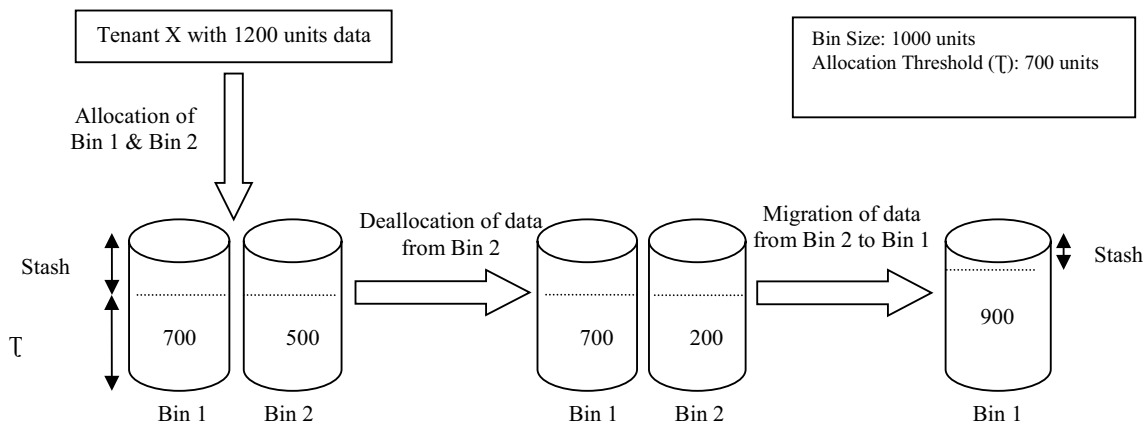 Tenant X with 1200 units data
Bin Size: 1000 units
Allocation Threshold (Ʈ): 700 units
Allocation of
Bin 1 & Bin 2
Deallocation of data
from Bin 2
Migration of data
from Bin 2 to Bin 1
Stash
Stash
Ʈ
700
500
700
200
900
Bin 1
Bin 2
Bin 1
Bin 2
Bin 1